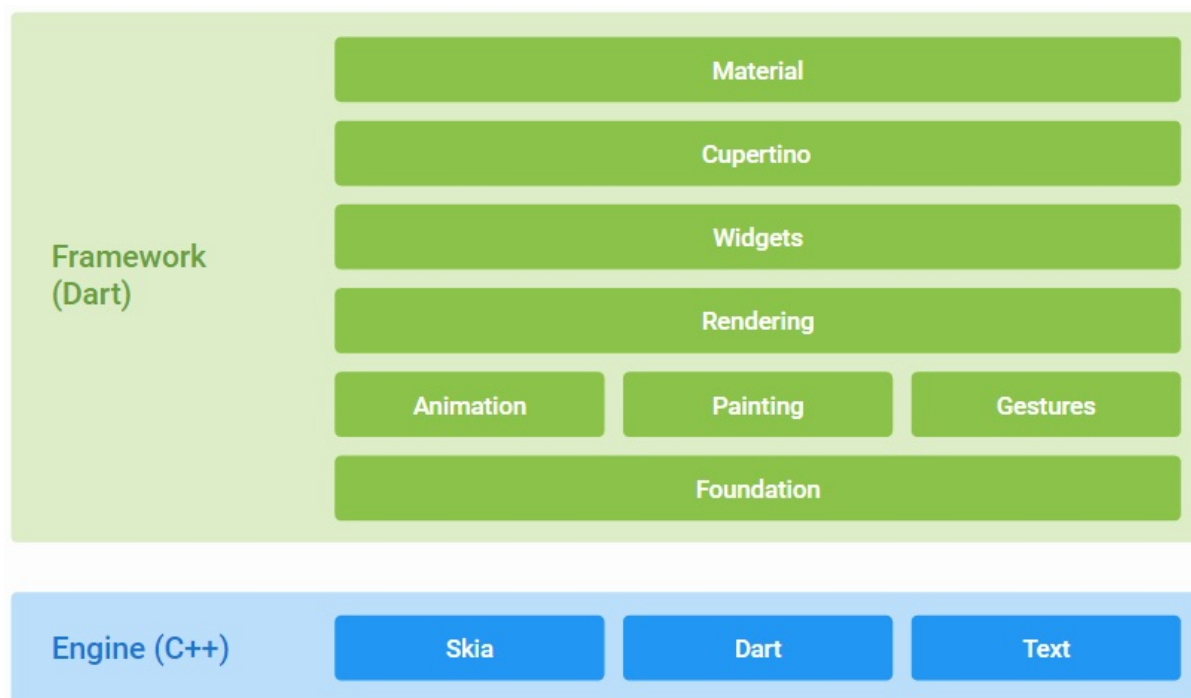 Material
Cupertino
Widgets
Framework
(Dart)
Rendering
Animation Painting Gestures
Foundation
Engine (C++) Skia Dart Text